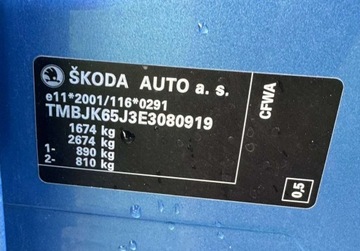 ŠKODA AUTO a. s.
e11*2001/116*0291
TMBJK65J3E3080919
1674 kg
2674 kg
1- 890 kg
2- 810 kg
CFWA
0,5